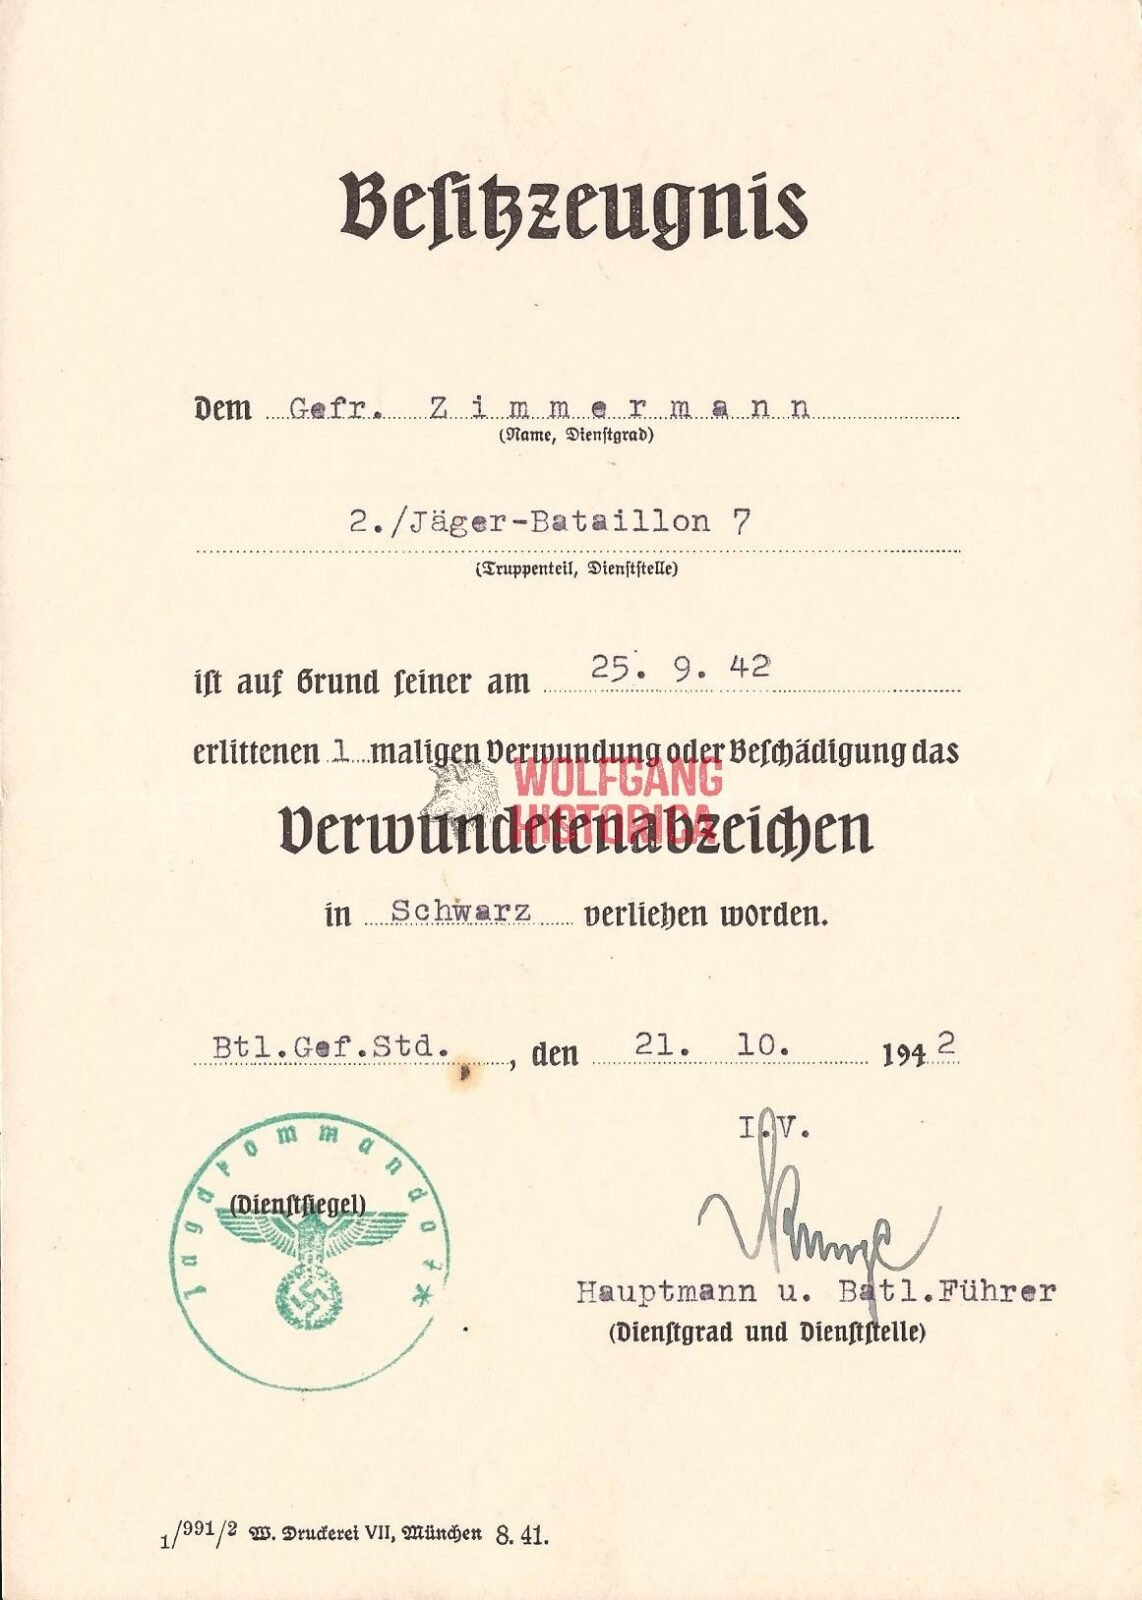 Besitzzeugnis
Dem Gefr. Zimmermann
(Name, Dienstgrad)
2./Jäger-Bataillon 7
(Truppenteil, Dienststelle)
ist auf Grund seiner am 25. 9. 42
erlittenen 1 maligen Verwundung oder Beschädigung das
WOLFGANG
HISTORICA
Verwundetenabzeichen
in Schwarz verliehen worden.
Btl.Gef.Std., den 21. 10. 1942
I.V.
Jagdkommando 1 *
(Dienstsiegel)
Hauptmann u. Batl.Führer
(Dienstgrad und Dienststelle)
1/991/2 W. Druckerei VII, München 8. 41.